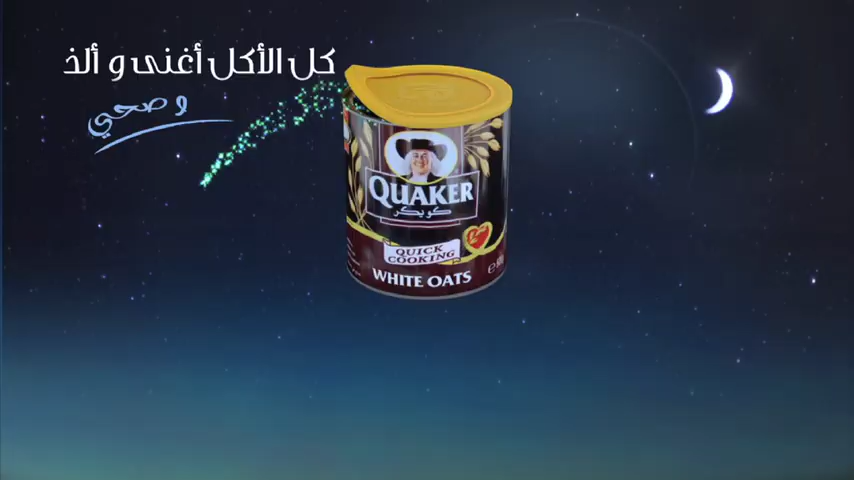 كل الأكل أغنى و ألذ
و صحي
QUAKER
كويكر
QUICK
COOKING
WHITE OATS